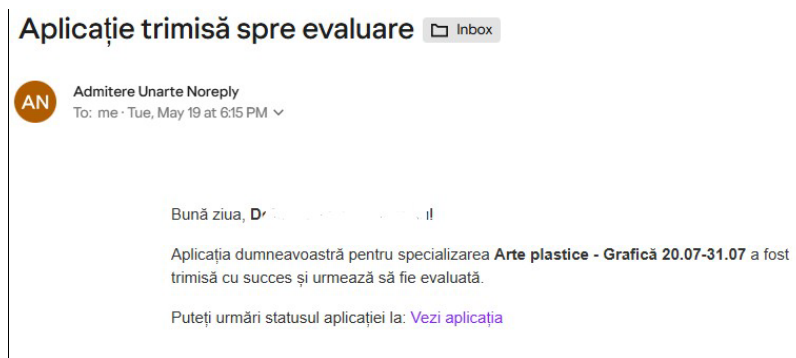 Aplicație trimisă spre evaluare Inbox
AN
Admitere Unarte Noreply
To: me · Tue, May 19 at 6:15 PM
Bună ziua,
Aplicația dumneavoastră pentru specializarea Arte plastice - Grafică 20.07-31.07 a fost
trimisă cu succes și urmează să fie evaluată.
Puteți urmări statusul aplicației la: Vezi aplicația